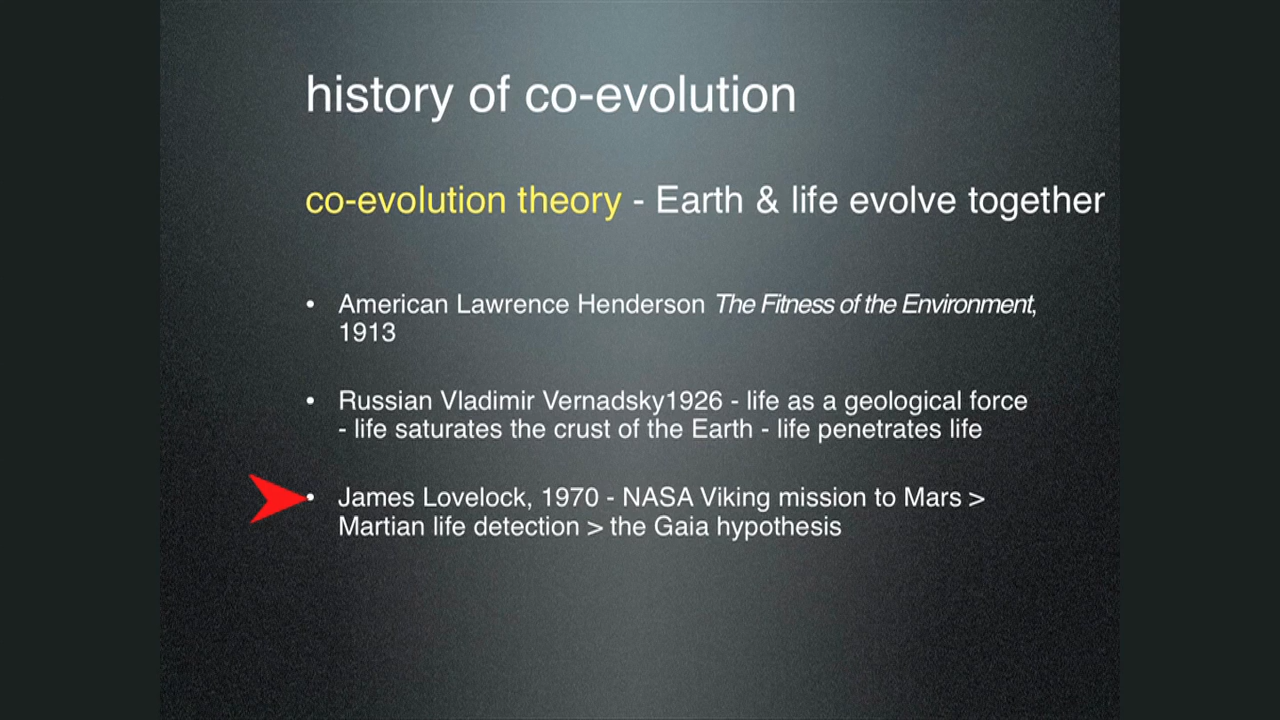 history of co-evolution
co-evolution theory - Earth & life evolve together
• American Lawrence Henderson The Fitness of the Environment,
1913
• Russian Vladimir Vernadsky1926 - life as a geological force
- life saturates the crust of the Earth - life penetrates life
• James Lovelock, 1970 - NASA Viking mission to Mars >
Martian life detection > the Gaia hypothesis